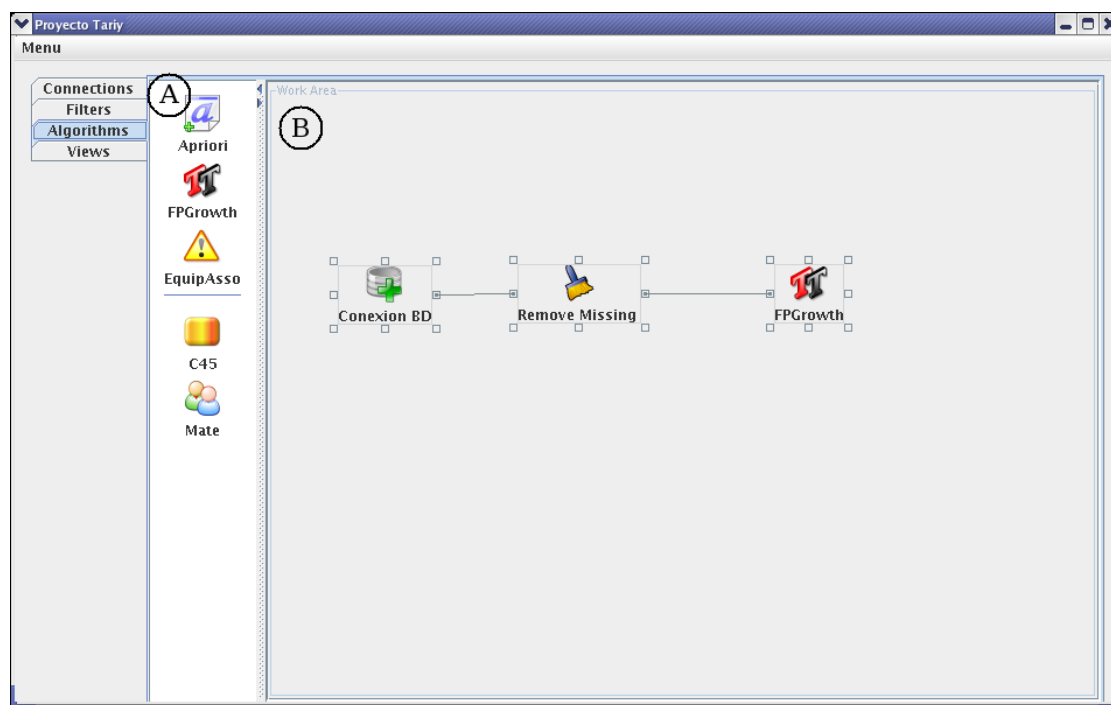 Proyecto Tariy
Menu
Connections
Filters
Algorithms
Views
A
Apriori
FPGrowth
EquipAsso
C45
Mate
Work Area
B
Conexion BD
Remove Missing
FPGrowth